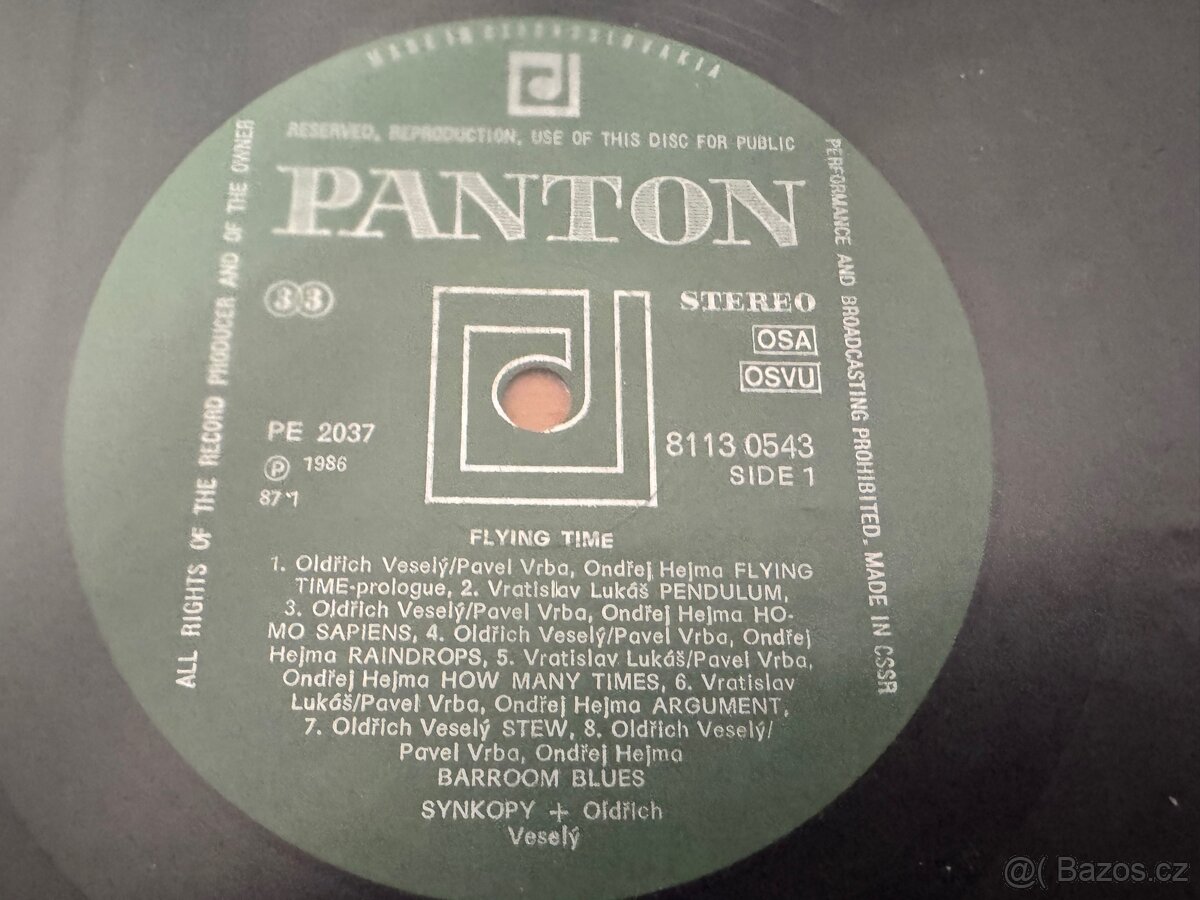 MADE IN CZECHOSLOVAKIA
RESERVED, REPRODUCTION, USE OF THIS DISC FOR PUBLIC
PANTON
ALL RIGHTS OF THE RECORD PRODUCER AND OF THE OWNER
PERFORMANCE AND BROADCASTING PROHIBITED. MADE IN CSSR
33
STEREO
OSA
OSVU
PE 2037
8113 0543
Ⓟ 1986
SIDE 1
87 1
FLYING TIME
1. Oldřich Veselý/Pavel Vrba, Ondřej Hejma FLYING
TIME-prologue, 2. Vratislav Lukáš PENDULUM,
3. Oldřich Veselý/Pavel Vrba, Ondřej Hejma HO-
MO SAPIENS, 4. Oldřich Veselý/Pavel Vrba, Ondřej
Hejma RAINDROPS, 5. Vratislav Lukáš/Pavel Vrba,
Ondřej Hejma HOW MANY TIMES, 6. Vratislav
Lukáš/Pavel Vrba, Ondřej Hejma ARGUMENT,
7. Oldřich Veselý STEW, 8. Oldřich Veselý/
Pavel Vrba, Ondřej Hejma
BARROOM BLUES
SYNKOPY + Oldřich
Veselý
@( Bazos.cz